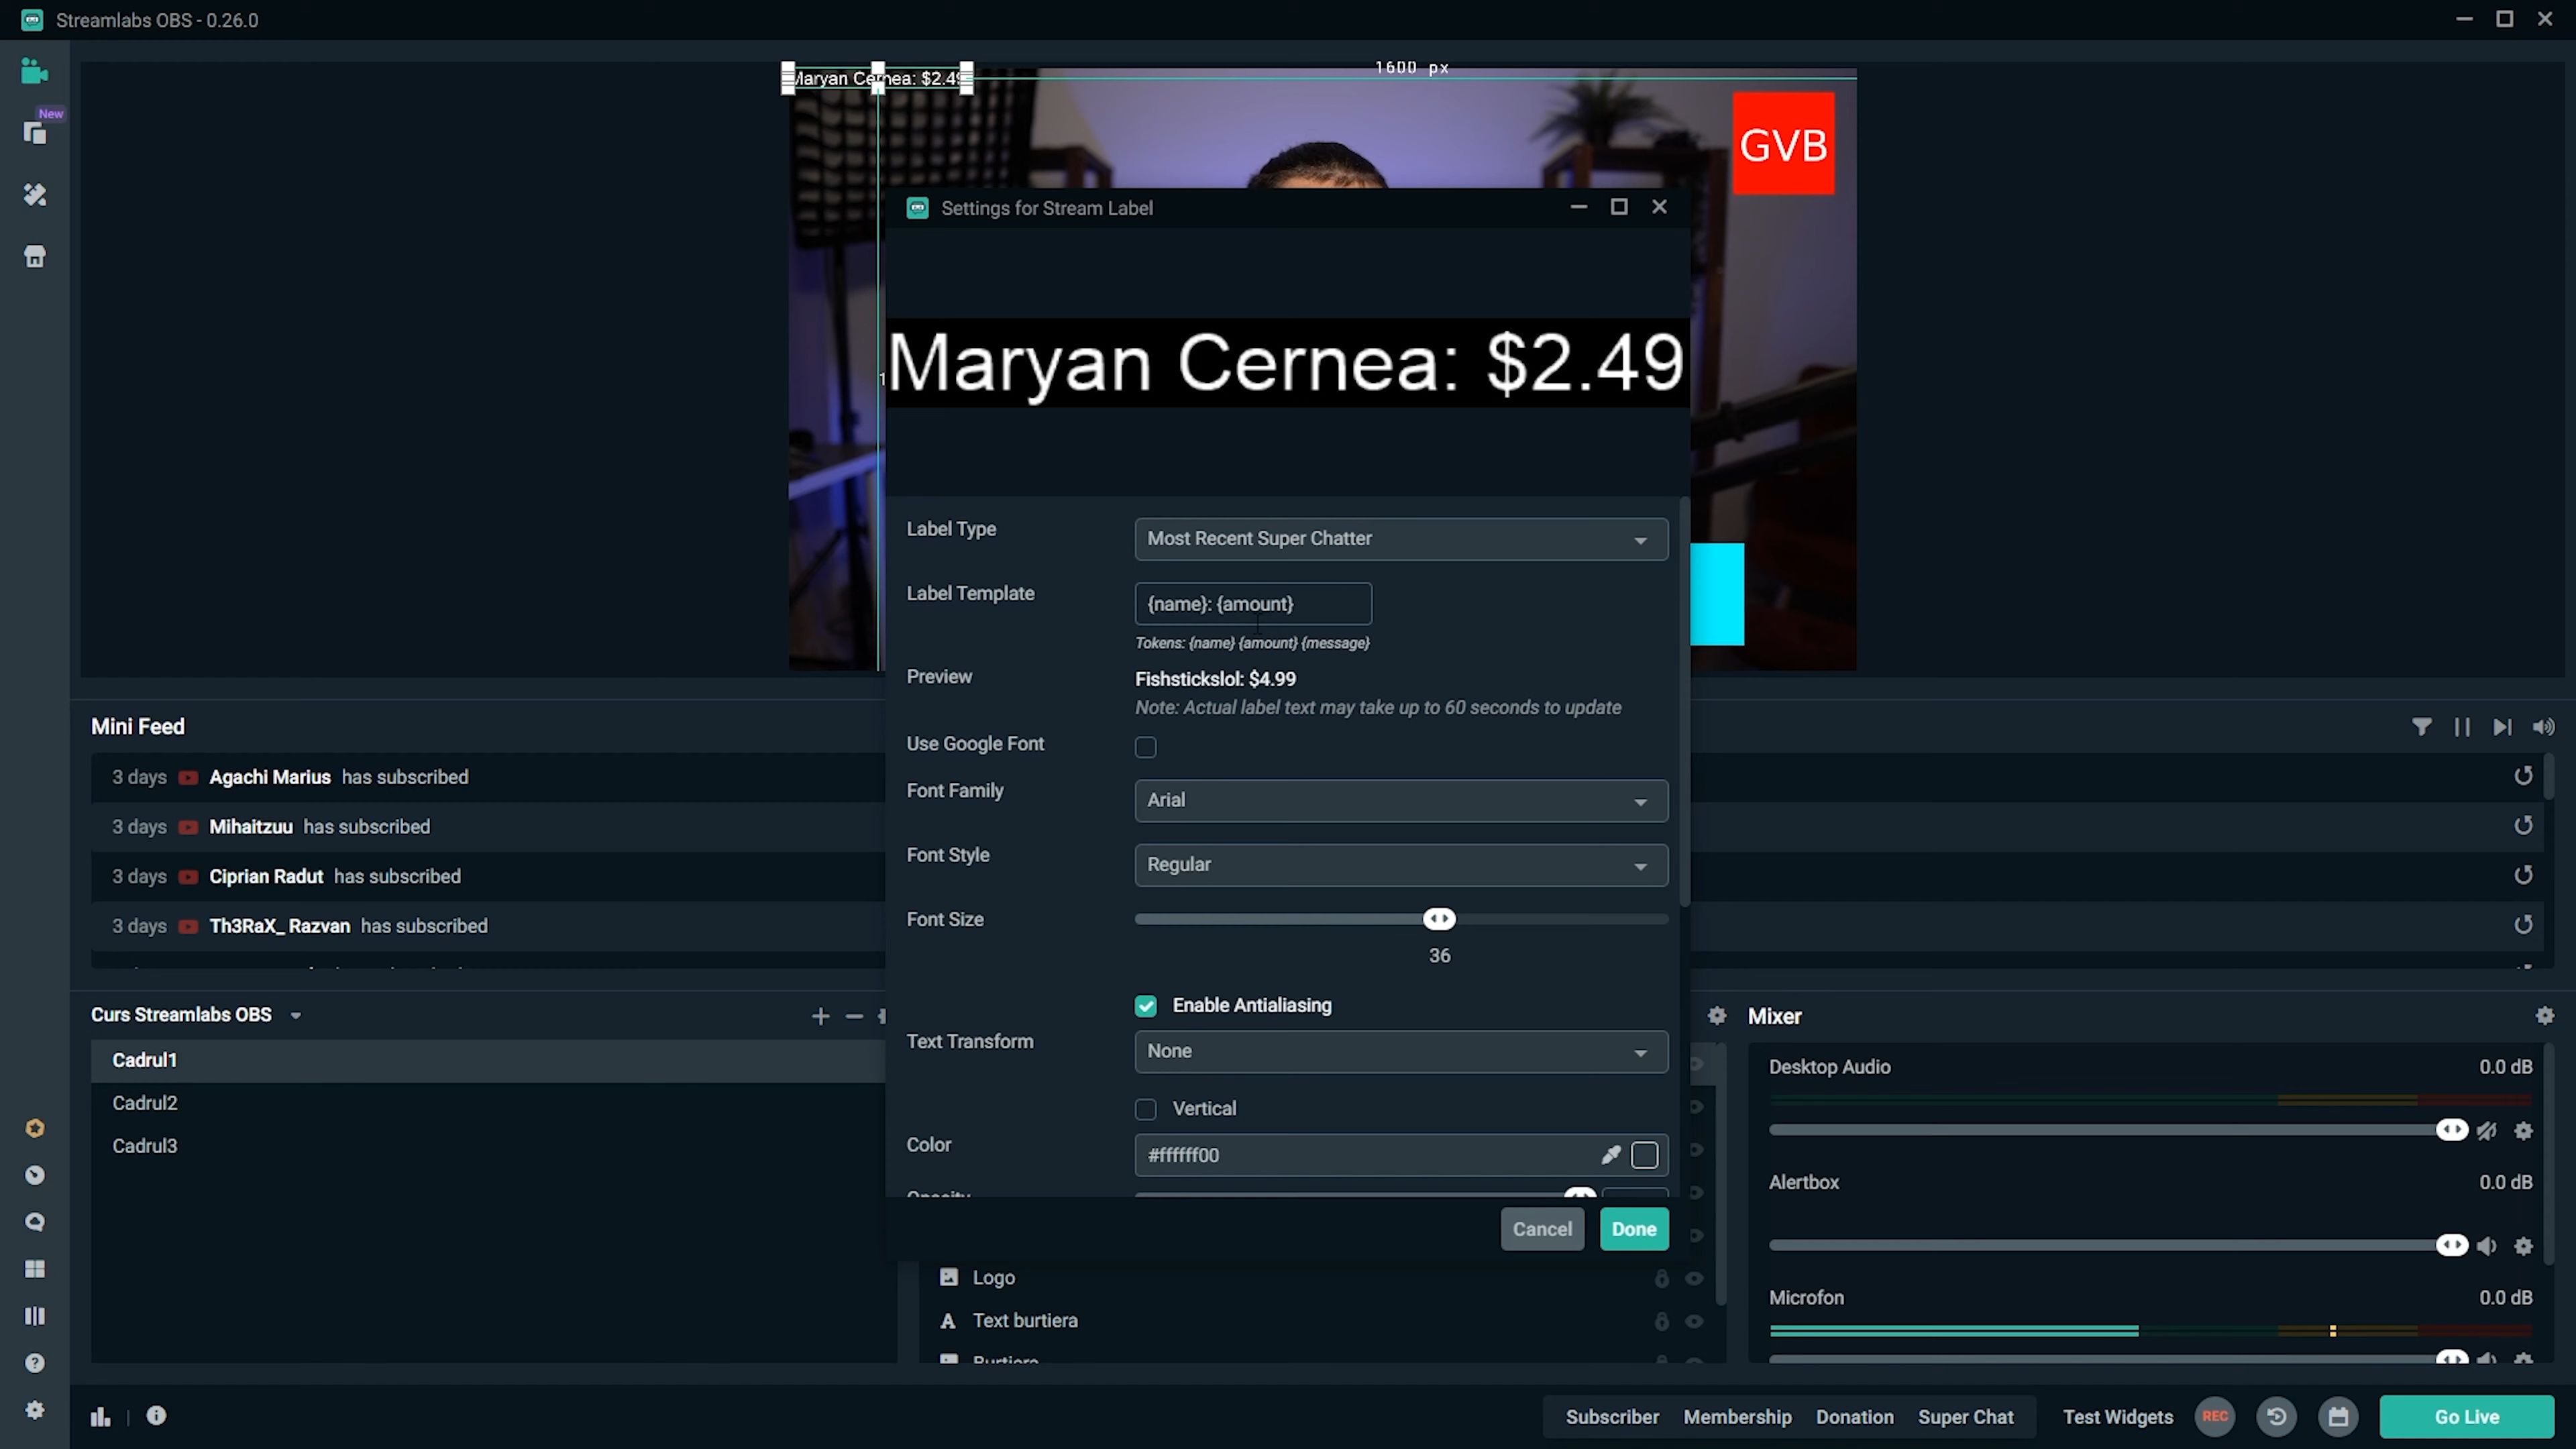 Streamlabs OBS - 0.26.0
New
Maryan Cernea: $2.49
1600 px
GVB
Settings for Stream Label
Maryan Cernea: $2.49
Label Type
Most Recent Super Chatter
Label Template
{name}: {amount}
Tokens: {name} {amount} {message}
Preview
Fishstickslol: $4.99
Note: Actual label text may take up to 60 seconds to update
Use Google Font
Font Family
Arial
Font Style
Regular
Font Size
36
Enable Antialiasing
Text Transform
None
Vertical
Color
#ffffff00
Opacity
Cancel
Done
Mini Feed
3 days Agachi Marius has subscribed
3 days Mihaitzuu has subscribed
3 days Ciprian Radut has subscribed
3 days Th3RaX_ Razvan has subscribed
Curs Streamlabs OBS
Cadrul1
Cadrul2
Cadrul3
Logo
Text burtiera
Burtiera
Mixer
Desktop Audio
0.0 dB
Alertbox
0.0 dB
Microfon
0.0 dB
Subscriber
Membership
Donation
Super Chat
Test Widgets
REC
Go Live